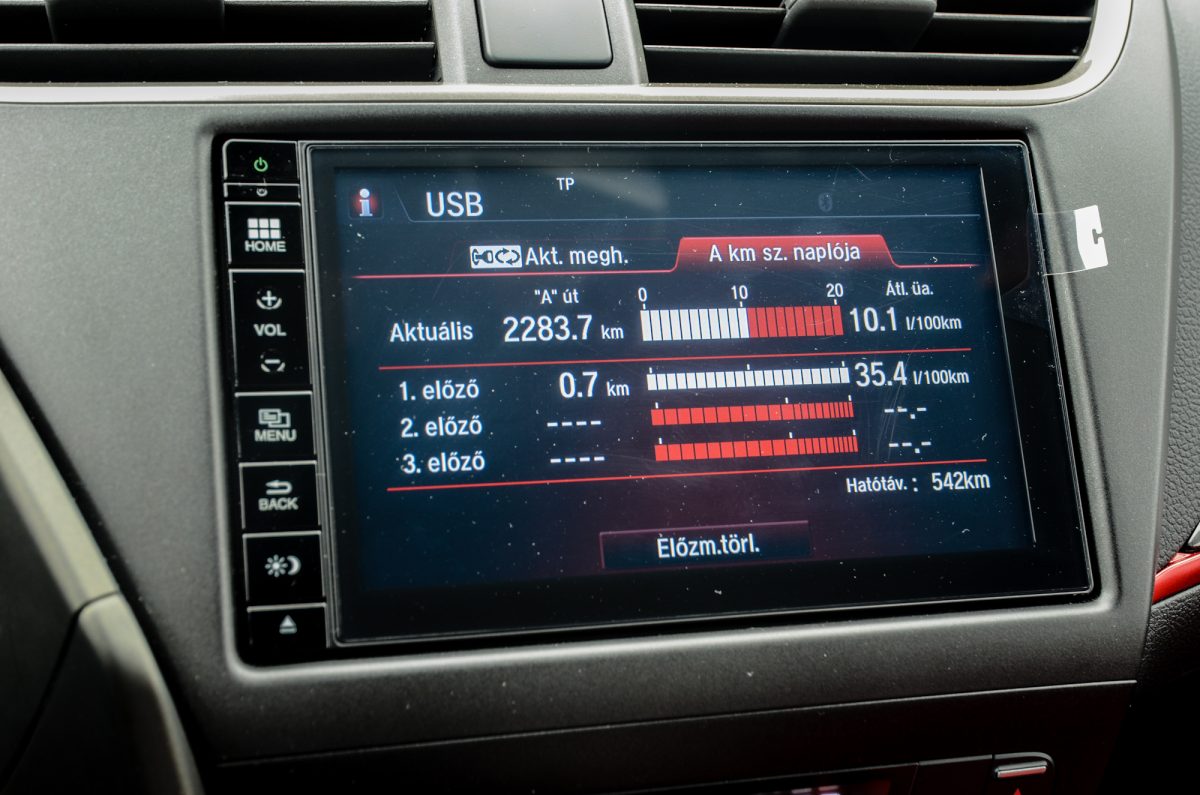 TP
USB
HOME
Akt. megh.
A km sz. naplója
"A" út
0 10 20
Átl. üa.
VOL
Aktuális 2283.7 km 10.1 l/100km
1. előző 0.7 km 35.4 l/100km
2. előző ---- --.-
MENU
3. előző ---- --.-
Hatótáv.: 542km
BACK
Előzm.törl.